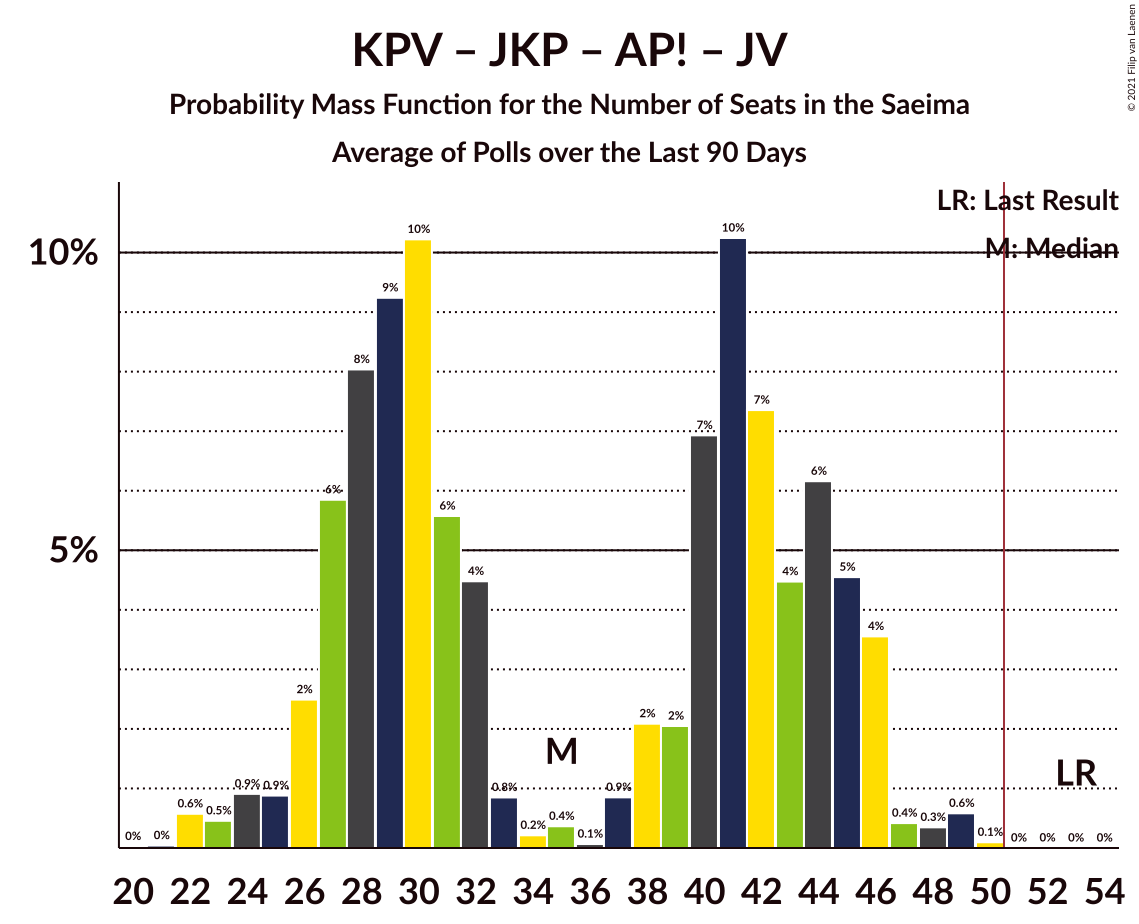 KPV – JKP – AP! – JV
Probability Mass Function for the Number of Seats in the Saeima
Average of Polls over the Last 90 Days
© 2021 Filip van Laenen
LR: Last Result
M: Median
10%
5%
0% 0% 0.6% 0.5% 0.9% 0.9% 2% 6% 8% 9% 10% 6% 4% 0.8% 0.2% 0.4% 0.1% 0.9% 2% 2% 7% 10% 7% 4% 6% 5% 4% 0.4% 0.3% 0.6% 0.1% 0% 0% 0% 0%
M
LR
20 22 24 26 28 30 32 34 36 38 40 42 44 46 48 50 52 54